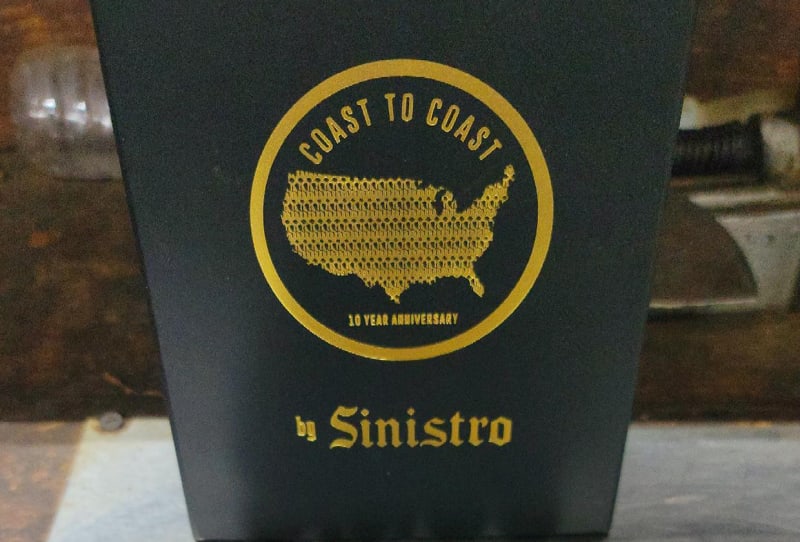 COAST TO COAST
10 YEAR ANNIVERSARY
by Sinistro